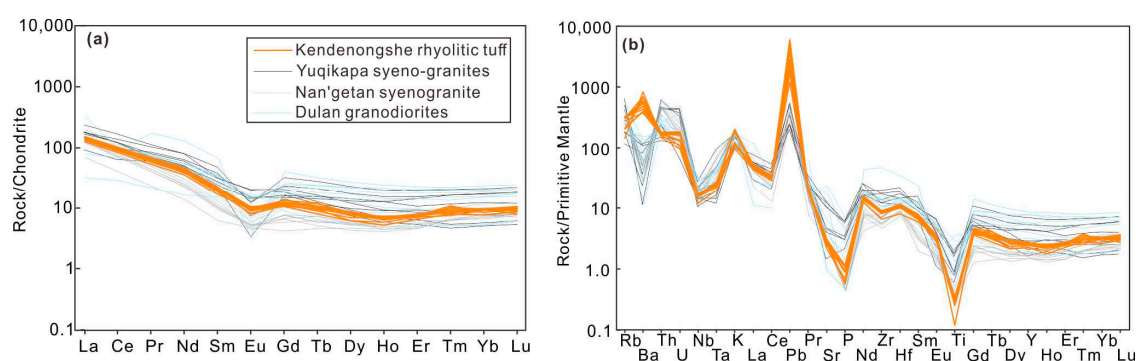 (a)
Kendenongshe rhyolitic tuff
Yuqikapa syeno-granites
Nan'getan syenogranite
Dulan granodiorites
Rock/Chondrite
10,000
1000
100
10
1
0.1
La Ce Pr Nd Sm Eu Gd Tb Dy Ho Er Tm Yb Lu
(b)
Rock/Primitive Mantle
10,000
1000
100
10
1.0
0.1
Rb Th Nb K Ce Pr P Zr Sm Ti Tb Y Er Yb
Ba U Ta La Pb Sr Nd Hf Eu Gd Dy Ho Tm Lu